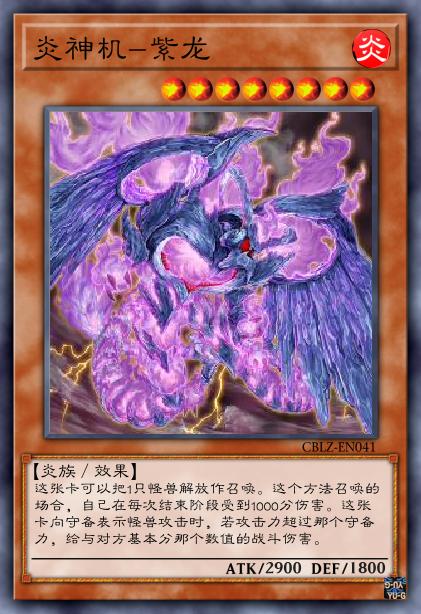 炎神机-紫龙
炎
CBLZ-EN041
【炎族/效果】
这张卡可以把1只怪兽解放作召唤。这个方法召唤的
场合，自己在每次结束阶段受到1000分伤害。这张
卡向守备表示怪兽攻击时，若攻击力超过那个守备
力，给与对方基本分那个数值的战斗伤害。
ATK/2900 DEF/1800